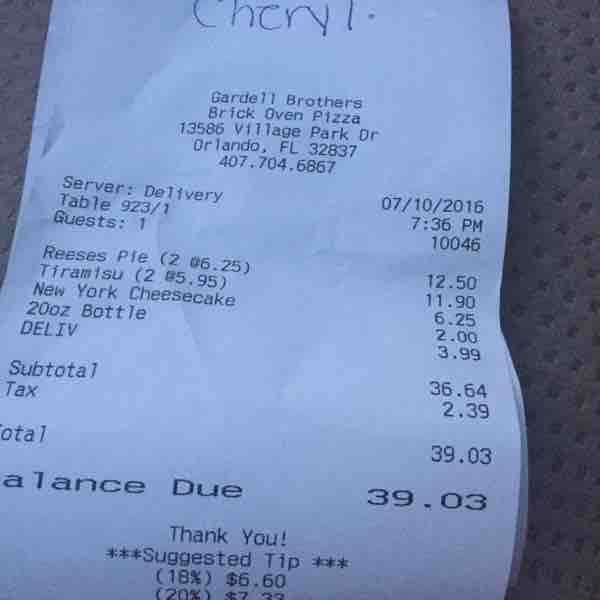 Cheryl.
Gardell Brothers
Brick Oven Pizza
13586 Village Park Dr
Orlando, FL 32837
407.704.6867
Server: Delivery 07/10/2016
Table 923/1 7:36 PM
Guests: 1 10046
Reeses Pie (2 @6.25) 12.50
Tiramisu (2 @5.95) 11.90
New York Cheesecake 6.25
20oz Bottle 2.00
DELIV 3.99
Subtotal 36.64
Tax 2.39
otal 39.03
alance Due 39.03
Thank You!
***Suggested Tip ***
(18%) $6.60
(20%) $7.33